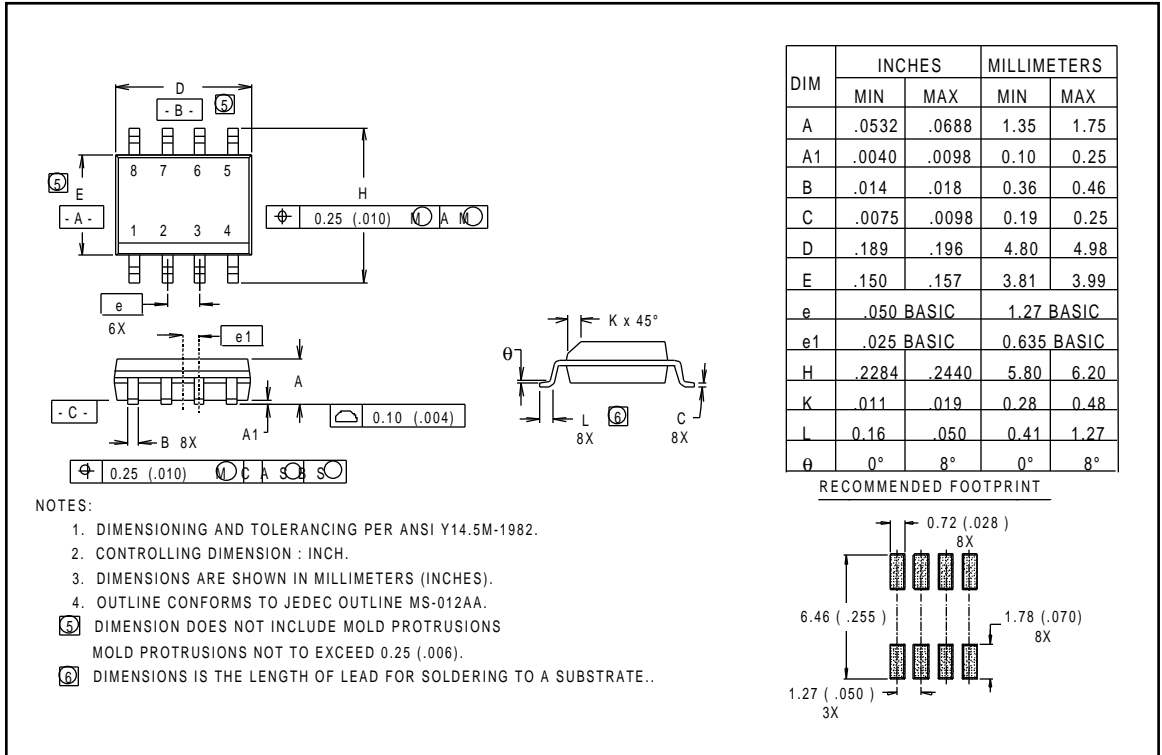 D
- B - 5
8 7 6 5
5 E
- A -
H
⌖ 0.25 (.010) M A M
1 2 3 4
e
6X
e1
A
- C -
A1
⌓ 0.10 (.004)
B 8X
⌖ 0.25 (.010) M C A S B S
K x 45°
θ
L 6
8X
C
8X
DIM INCHES MILLIMETERS
MIN MAX MIN MAX
A .0532 .0688 1.35 1.75
A1 .0040 .0098 0.10 0.25
B .014 .018 0.36 0.46
C .0075 .0098 0.19 0.25
D .189 .196 4.80 4.98
E .150 .157 3.81 3.99
e .050 BASIC 1.27 BASIC
e1 .025 BASIC 0.635 BASIC
H .2284 .2440 5.80 6.20
K .011 .019 0.28 0.48
L 0.16 .050 0.41 1.27
θ 0° 8° 0° 8°
RECOMMENDED FOOTPRINT
0.72 (.028 )
8X
6.46 ( .255 )
1.78 (.070)
8X
1.27 ( .050 )
3X
NOTES:
1. DIMENSIONING AND TOLERANCING PER ANSI Y14.5M-1982.
2. CONTROLLING DIMENSION : INCH.
3. DIMENSIONS ARE SHOWN IN MILLIMETERS (INCHES).
4. OUTLINE CONFORMS TO JEDEC OUTLINE MS-012AA.
5 DIMENSION DOES NOT INCLUDE MOLD PROTRUSIONS
MOLD PROTRUSIONS NOT TO EXCEED 0.25 (.006).
6 DIMENSIONS IS THE LENGTH OF LEAD FOR SOLDERING TO A SUBSTRATE..